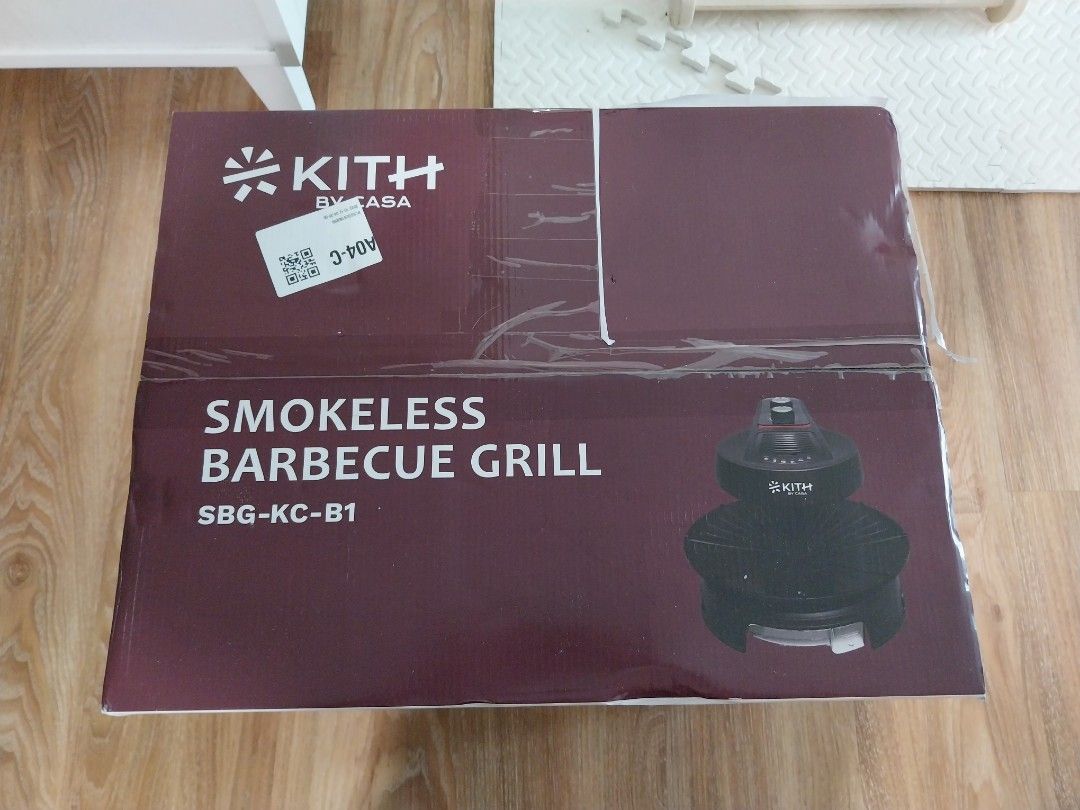 KITH
BY CASA
A04-C
SMOKELESS
BARBECUE GRILL
SBG-KC-B1
KITH
BY CASA